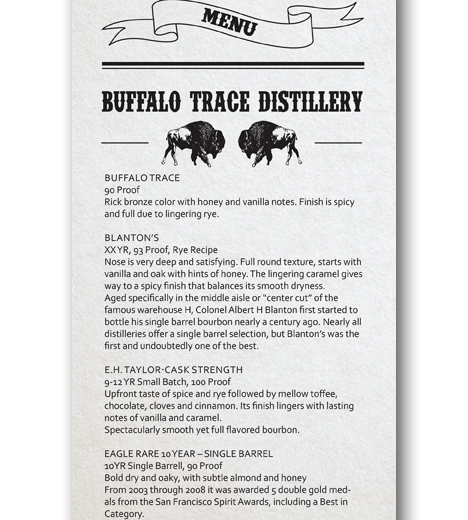 MENU
BUFFALO TRACE DISTILLERY
BUFFALO TRACE
90 Proof
Rick bronze color with honey and vanilla notes. Finish is spicy
and full due to lingering rye.
BLANTON'S
XXYR, 93 Proof, Rye Recipe
Nose is very deep and satisfying. Full round texture, starts with
vanilla and oak with hints of honey. The lingering caramel gives
way to a spicy finish that balances its smooth dryness.
Aged specifically in the middle aisle or "center cut" of the
famous warehouse H, Colonel Albert H Blanton first started to
bottle his single barrel bourbon nearly a century ago. Nearly all
distilleries offer a single barrel selection, but Blanton's was the
first and undoubtedly one of the best.
E.H. TAYLOR-CASK STRENGTH
9-12 YR Small Batch, 100 Proof
Upfront taste of spice and rye followed by mellow toffee,
chocolate, cloves and cinnamon. Its finish lingers with lasting
notes of vanilla and caramel.
Spectacularly smooth yet full flavored bourbon.
EAGLE RARE 10 YEAR – SINGLE BARREL
10YR Single Barrell, 90 Proof
Bold dry and oaky, with subtle almond and honey
From 2003 through 2008 it was awarded 5 double gold med-
als from the San Francisco Spirit Awards, including a Best in
Category.